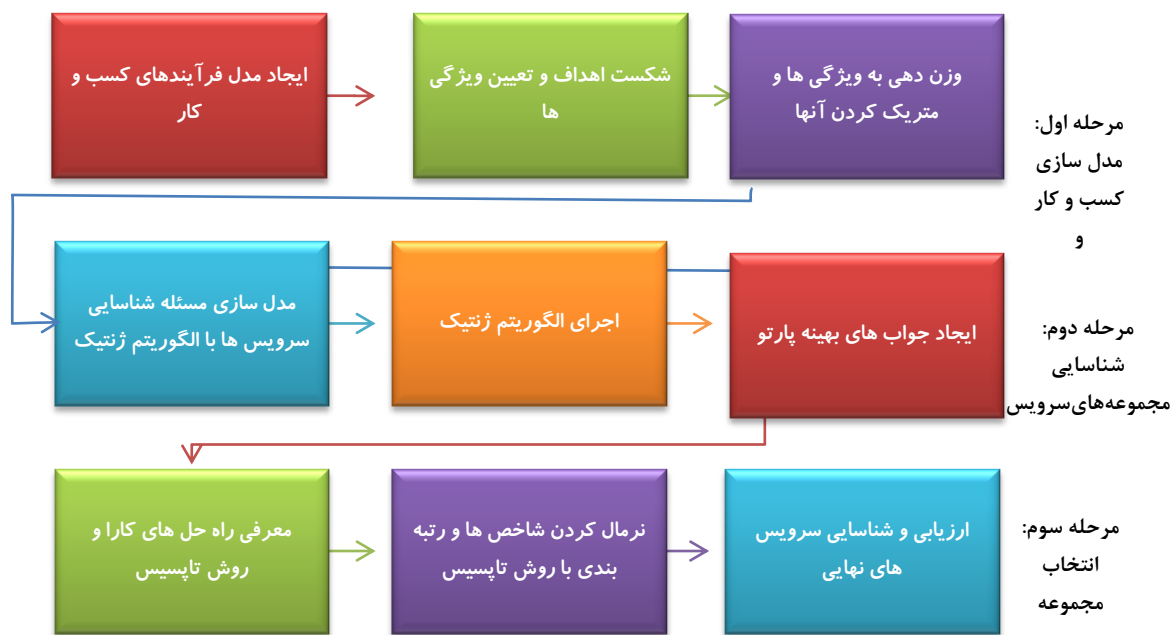 ایجاد مدل فرآیندهای کسب و
کار
شکست اهداف و تعیین ویژگی
ها
وزن دهی به ویژگی ها و
متریک کردن آنها
مرحله اول:
مدل سازی
کسب و کار
و
مدل سازی مسئله شناسایی
سرویس ها با الگوریتم ژنتیک
اجرای الگوریتم ژنتیک
ایجاد جواب های بهینه پارتو
مرحله دوم:
شناسایی
مجموعه‌های‌سرویس
معرفی راه حل های کارا و
روش تاپسیس
نرمال کردن شاخص ها و رتبه
بندی با روش تاپسیس
ارزیابی و شناسایی سرویس
های نهایی
مرحله سوم:
انتخاب
مجموعه